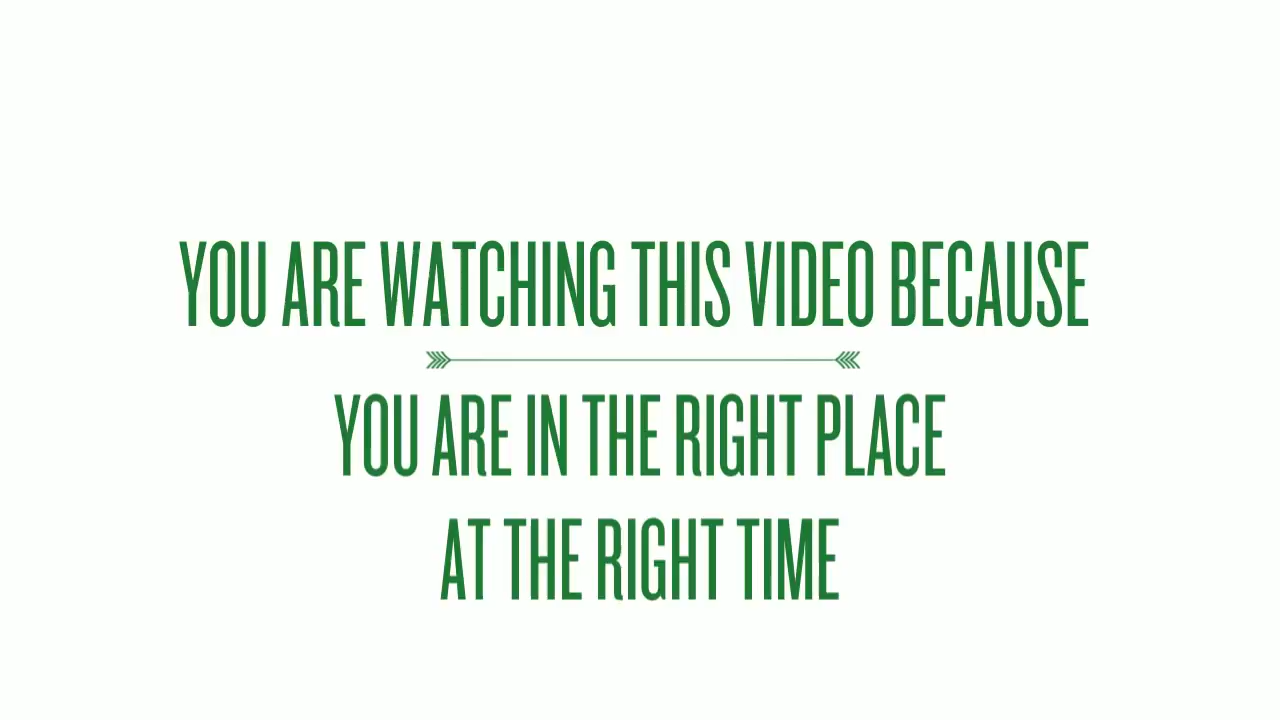 YOU ARE WATCHING THIS VIDEO BECAUSE
YOU ARE IN THE RIGHT PLACE
AT THE RIGHT TIME